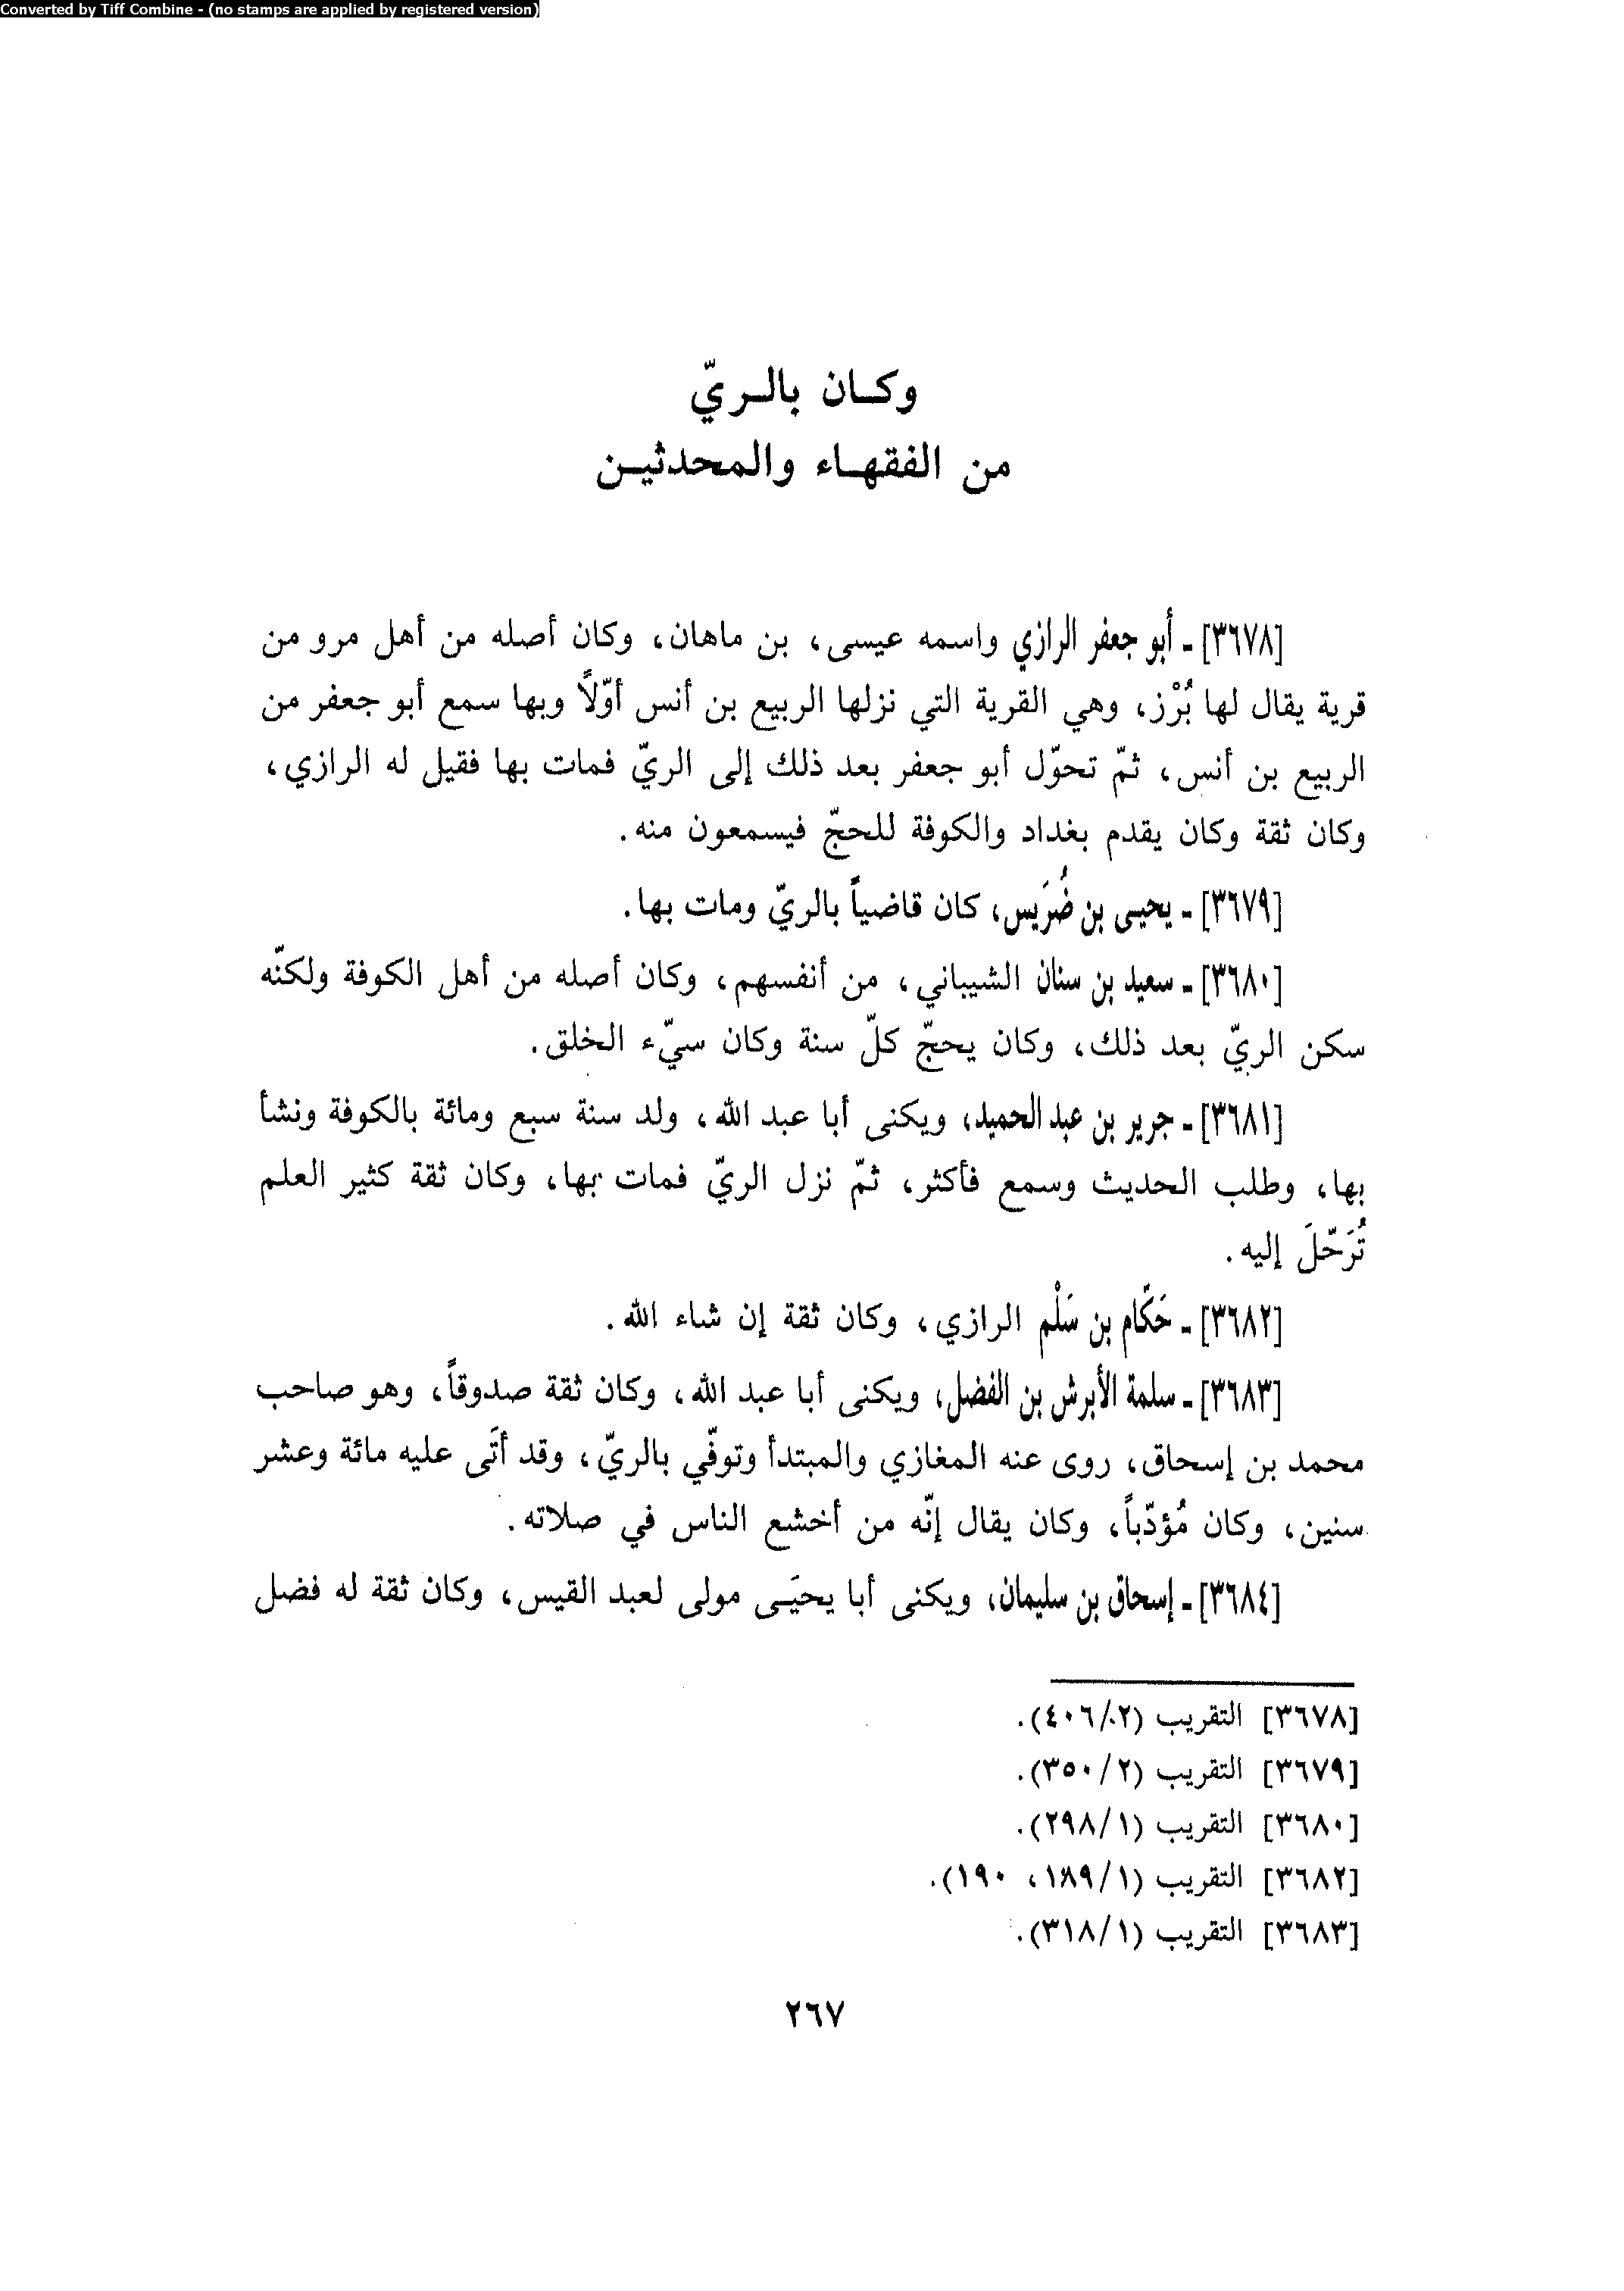 Converted by Tiff Combine - (no stamps are applied by registered version)
وكان بالريّ
من الفقهاء والمحدثين
[٣٦٧٨] - أبو جعفر الرازي واسمه عيسى، بن ماهان، وكان أصله من أهل مرو من
قرية يقال لها بُرْز، وهي القرية التي نزلها الربيع بن أنس أوّلاً وبها سمع أبو جعفر من
الربيع بن أنس، ثمّ تحوّل أبو جعفر بعد ذلك إلى الريّ فمات بها فقيل له الرازي،
وكان ثقة وكان يقدم بغداد والكوفة للحجّ فيسمعون منه.
[٣٦٧٩] - يحيى بن ضُرَيس، كان قاضياً بالريّ ومات بها.
[٣٦٨٠] - سعيد بن سنان الشيباني، من أنفسهم، وكان أصله من أهل الكوفة ولكنّه
سكن الريّ بعد ذلك، وكان يحجّ كلّ سنة وكان سيّء الخلق.
[٣٦٨١] - جرير بن عبد الحميد، ويكنى أبا عبد الله، ولد سنة سبع ومائة بالكوفة ونشأ
بها، وطلب الحديث وسمع فأكثر، ثمّ نزل الريّ فمات بها، وكان ثقة كثير العلم
تُرَحّلَ إليه.
[٣٦٨٢] - حَكّام بن سَلْم الرازي، وكان ثقة إن شاء الله.
[٣٦٨٣] - سلمة الأبرش بن الفضل، ويكنى أبا عبد الله، وكان ثقة صدوقاً، وهو صاحب
محمد بن إسحاق، روى عنه المغازي والمبتدأ وتوفّي بالريّ، وقد أتَى عليه مائة وعشر
سنين، وكان مُؤدّباً، وكان يقال إنّه من أخشع الناس في صلاته.
[٣٦٨٤] - إسحاق بن سليمان، ويكنى أبا يحيَى مولى لعبد القيس، وكان ثقة له فضل
[٣٦٧٨] التقريب (٤٠٦/٢).
[٣٦٧٩] التقريب (٣٥٠/٢).
[٣٦٨٠] التقريب (٢٩٨/١).
[٣٦٨٢] التقريب (١٨٩/١، ١٩٠).
[٣٦٨٣] التقريب (٣١٨/١).
٢٦٧